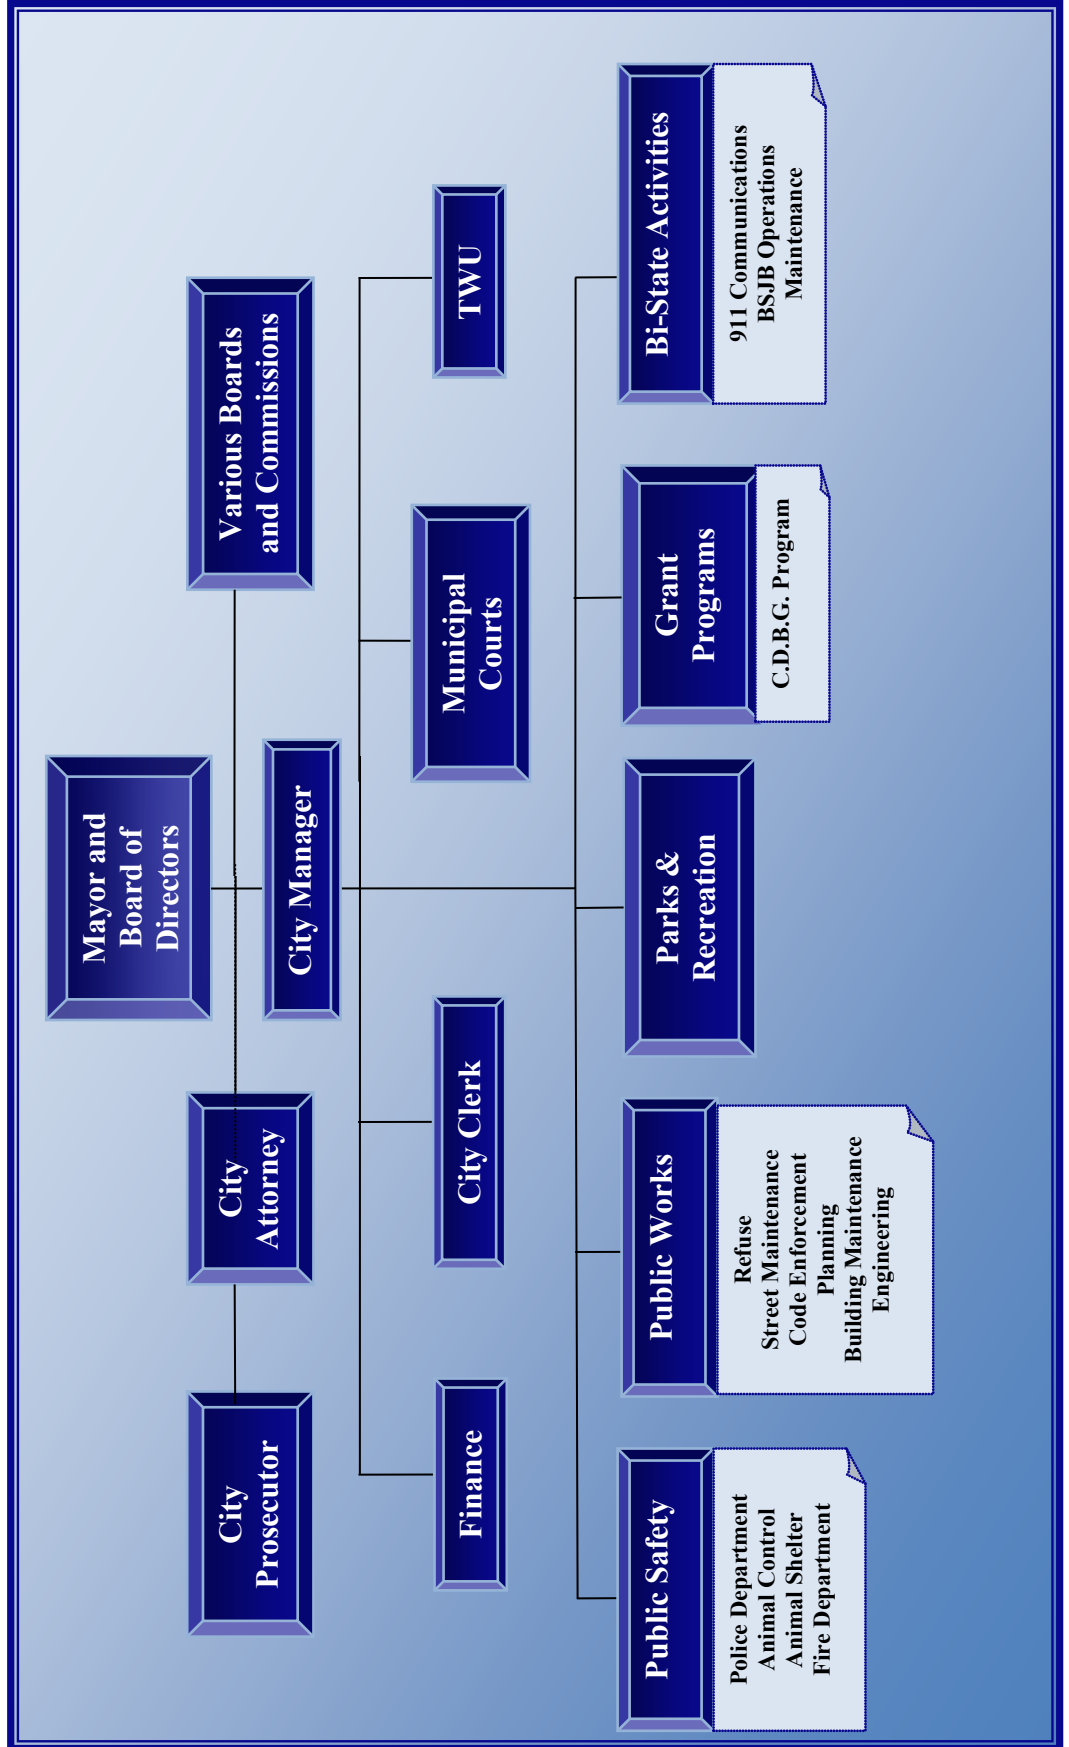 Mayor and
Board of
Directors
City
Prosecutor
City
Attorney
Various Boards
and Commissions
City Manager
Finance
City Clerk
Municipal
Courts
TWU
Public Safety
Police Department
Animal Control
Animal Shelter
Fire Department
Public Works
Refuse
Street Maintenance
Code Enforcement
Planning
Building Maintenance
Engineering
Parks &
Recreation
Grant
Programs
C.D.B.G. Program
Bi-State Activities
911 Communications
BSJB Operations
Maintenance